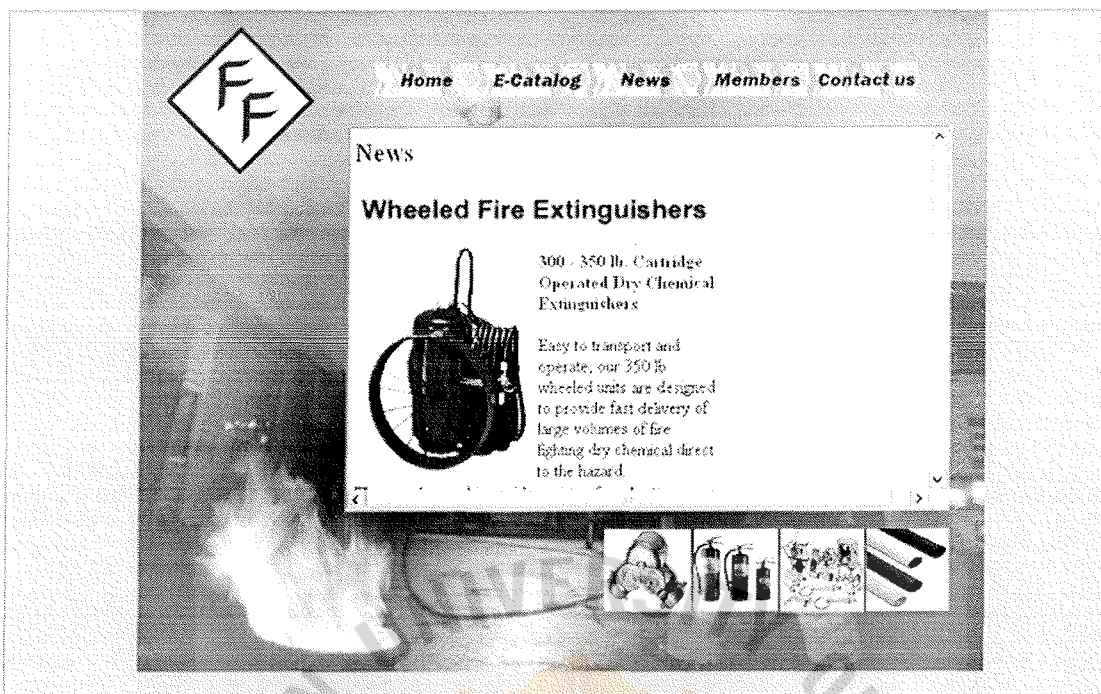 FF
Home E-Catalog News Members Contact us
News
Wheeled Fire Extinguishers
300 - 350 lb. Cartridge
Operated Dry Chemical
Extinguishers
Easy to transport and
operate, our 350 lb
wheeled units are designed
to provide fast delivery of
large volumes of fire
fighting dry chemical direct
to the hazard.
UNIVERSITY